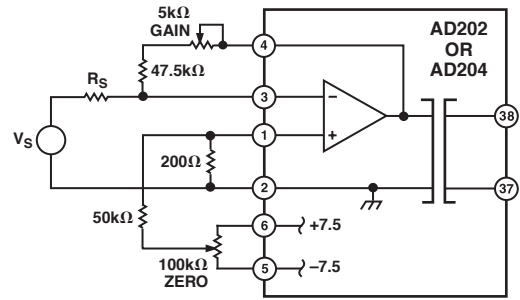 5kΩ
GAIN
AD202
OR
AD204
4
47.5kΩ
RS
3
–
38
VS
1
+
200Ω
2
37
50kΩ
6
+7.5
100kΩ
ZERO
5
–7.5